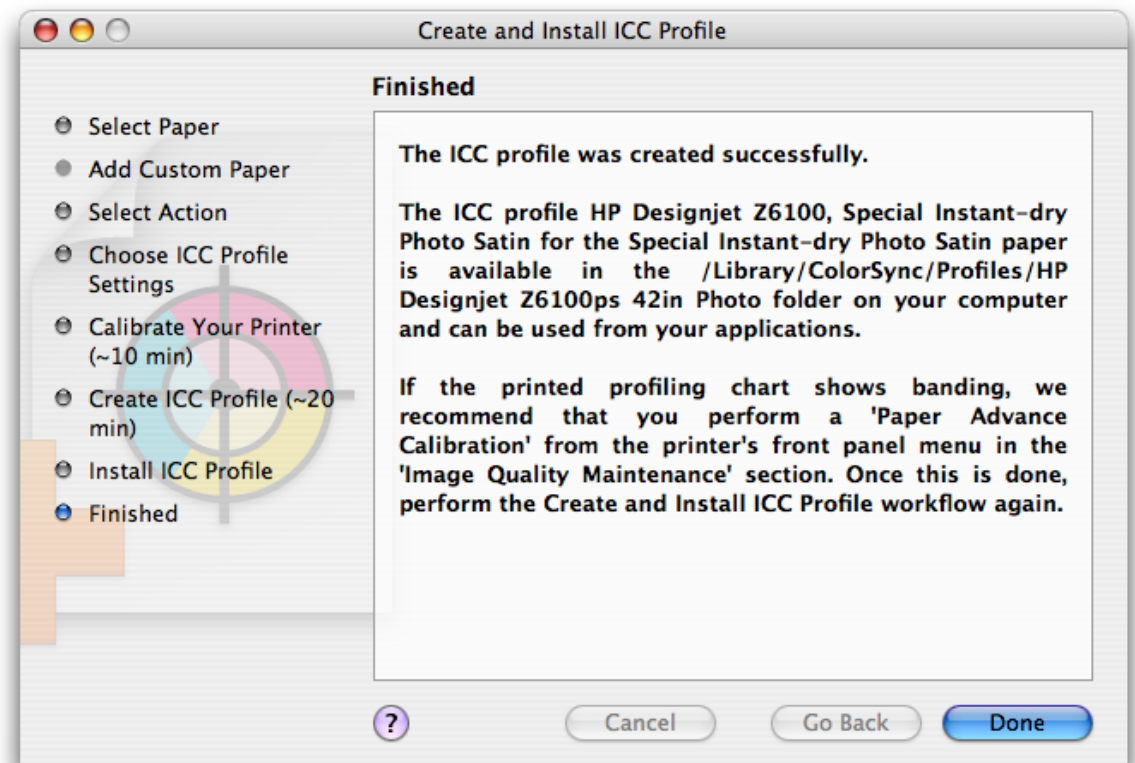 Create and Install ICC Profile
Finished
Select Paper
Add Custom Paper
Select Action
Choose ICC Profile
Settings
Calibrate Your Printer
(~10 min)
Create ICC Profile (~20
min)
Install ICC Profile
Finished
The ICC profile was created successfully.
The ICC profile HP Designjet Z6100, Special Instant-dry
Photo Satin for the Special Instant-dry Photo Satin paper
is available in the /Library/ColorSync/Profiles/HP
Designjet Z6100ps 42in Photo folder on your computer
and can be used from your applications.
If the printed profiling chart shows banding, we
recommend that you perform a 'Paper Advance
Calibration' from the printer's front panel menu in the
'Image Quality Maintenance' section. Once this is done,
perform the Create and Install ICC Profile workflow again.
?
Cancel
Go Back
Done